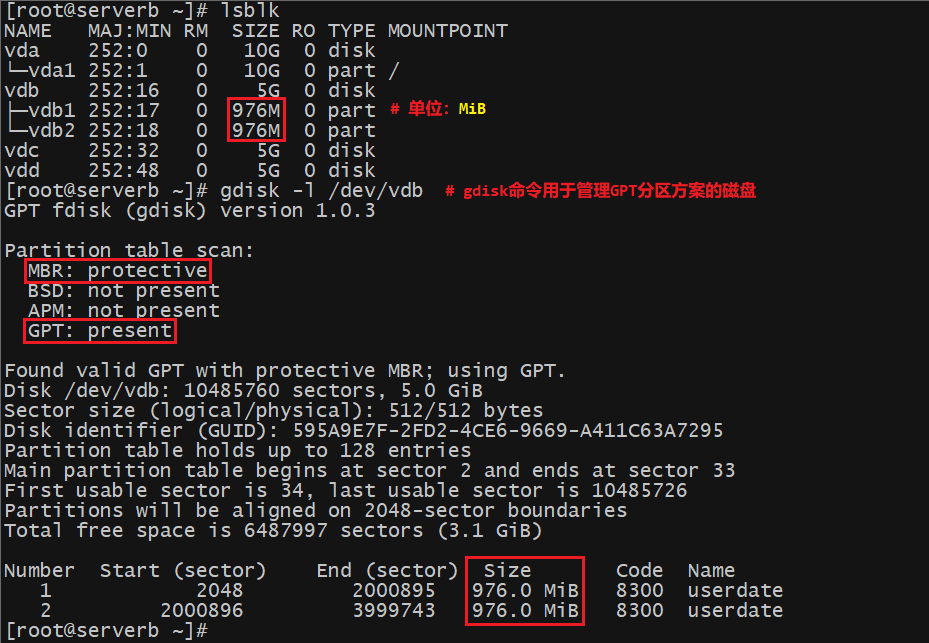 [root@serverb ~]# lsblk
NAME   MAJ:MIN RM  SIZE RO TYPE MOUNTPOINT
vda    252:0    0   10G  0 disk
└─vda1 252:1    0   10G  0 part /
vdb    252:16   0    5G  0 disk
├─vdb1 252:17   0  976M  0 part # 单位：MiB
└─vdb2 252:18   0  976M  0 part
vdc    252:32   0    5G  0 disk
vdd    252:48   0    5G  0 disk
[root@serverb ~]# gdisk -l /dev/vdb # gdisk命令用于管理GPT分区方案的磁盘
GPT fdisk (gdisk) version 1.0.3
Partition table scan:
  MBR: protective
  BSD: not present
  APM: not present
  GPT: present
Found valid GPT with protective MBR; using GPT.
Disk /dev/vdb: 10485760 sectors, 5.0 GiB
Sector size (logical/physical): 512/512 bytes
Disk identifier (GUID): 595A9E7F-2FD2-4CE6-9669-A411C63A7295
Partition table holds up to 128 entries
Main partition table begins at sector 2 and ends at sector 33
First usable sector is 34, last usable sector is 10485726
Partitions will be aligned on 2048-sector boundaries
Total free space is 6487997 sectors (3.1 GiB)
Number  Start (sector)    End (sector)  Size       Code  Name
   1            2048         2000895   976.0 MiB   8300  userdate
   2         2000896         3999743   976.0 MiB   8300  userdate
[root@serverb ~]#